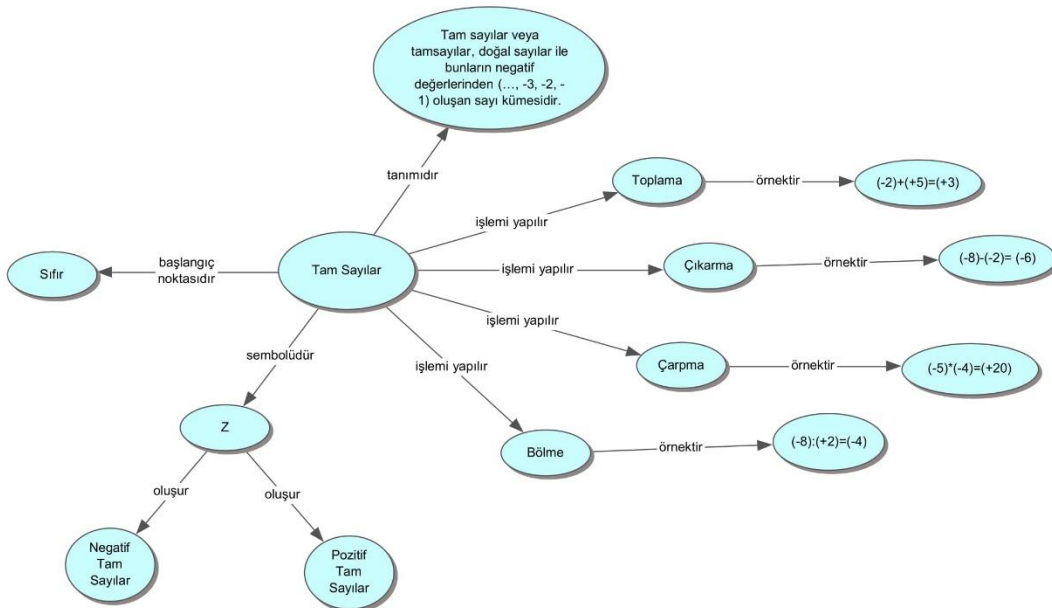 Tam sayılar veya
tamsayılar, doğal sayılar ile
bunların negatif
değerlerinden (…, -3, -2, -
1) oluşan sayı kümesidir.
tanımıdır
Toplama
örnektir
(-2)+(+5)=(+3)
işlemi yapılır
Sıfır
başlangıç
noktasıdır
Tam Sayılar
işlemi yapılır
Çıkarma
örnektir
(-8)-(-2)= (-6)
işlemi yapılır
Çarpma
örnektir
(-5)*(-4)=(+20)
sembolüdür
işlemi yapılır
Z
Bölme
örnektir
(-8):(+2)=(-4)
oluşur
oluşur
Negatif
Tam
Sayılar
Pozitif
Tam
Sayılar